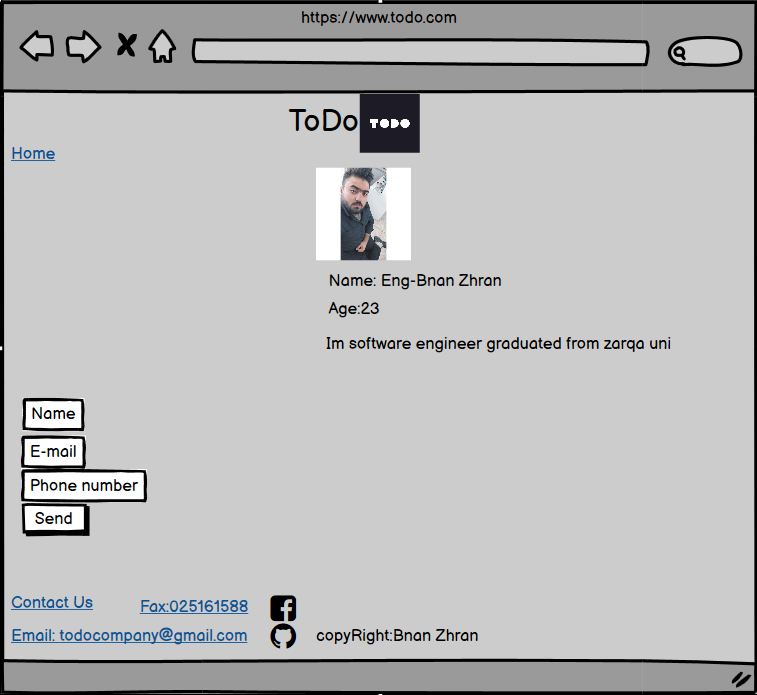 https://www.todo.com
ToDo TODO
Home
Name: Eng-Bnan Zhran
Age:23
Im software engineer graduated from zarqa uni
Name
E-mail
Phone number
Send
Contact Us Fax:025161588
Email: todocompany@gmail.com copyRight:Bnan Zhran